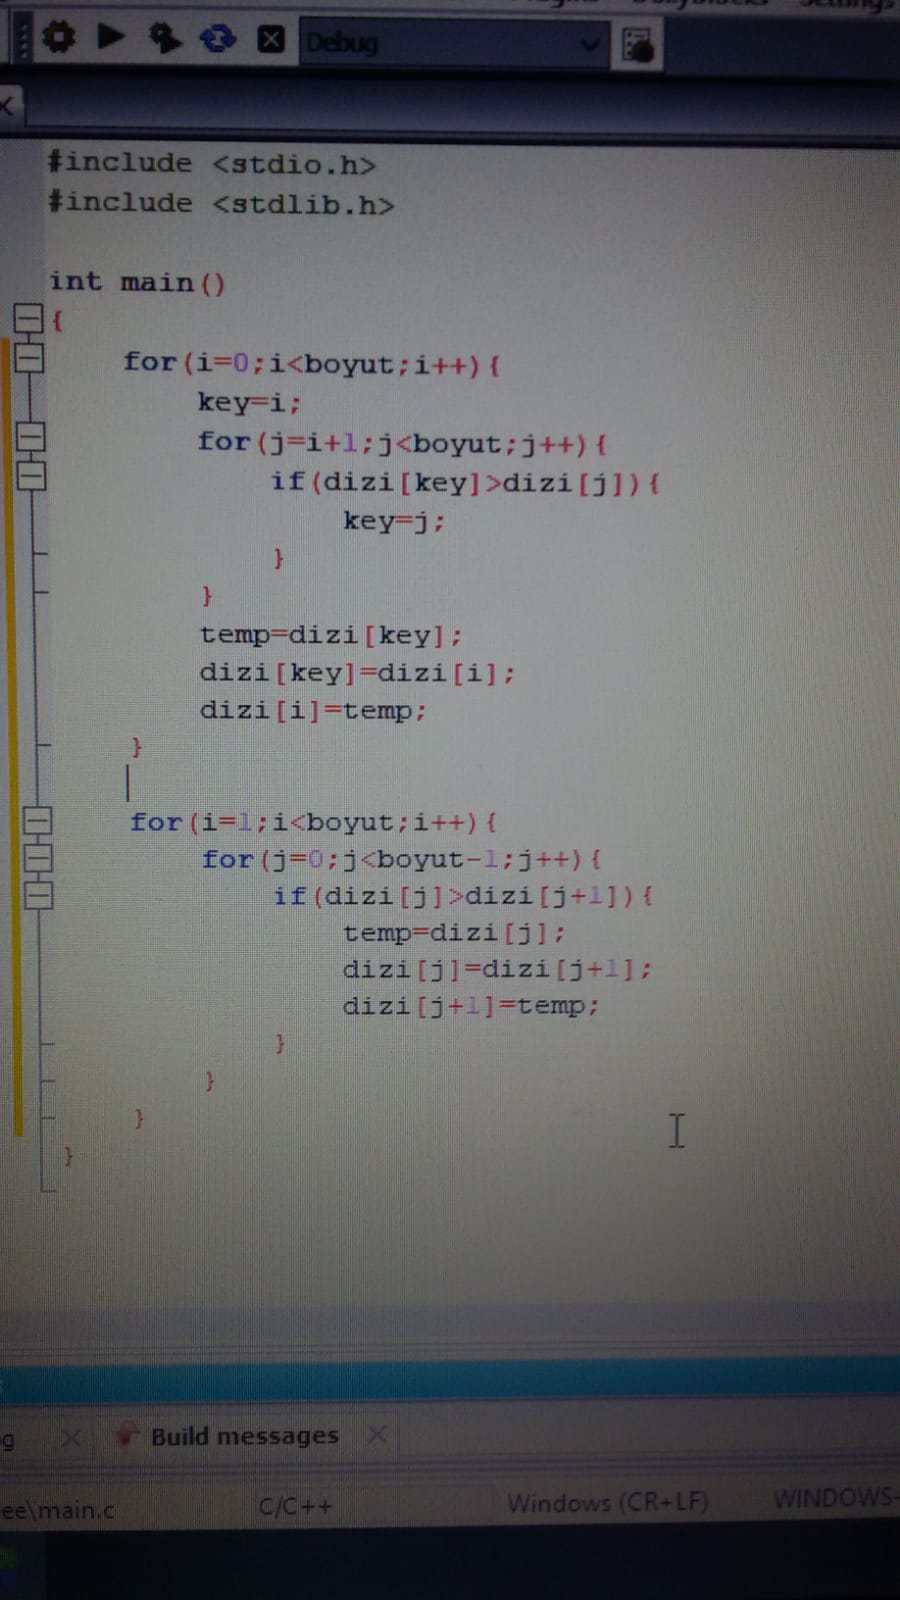 Debug
#include <stdio.h>
#include <stdlib.h>
int main()
{
for(i=0;i<boyut;i++){
key=i;
for(j=i+1;j<boyut;j++){
if(dizi[key]>dizi[j]){
key=j;
}
}
temp=dizi[key];
dizi[key]=dizi[i];
dizi[i]=temp;
}
for(i=1;i<boyut;i++){
for(j=0;j<boyut-1;j++){
if(dizi[j]>dizi[j+1]){
temp=dizi[j];
dizi[j]=dizi[j+1];
dizi[j+1]=temp;
}
}
}
}
g Build messages
ee\main.c C/C++ Windows (CR+LF) WINDOWS-